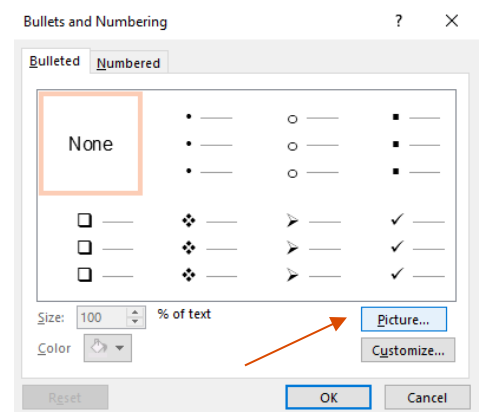 Bullets and Numbering ? ×
Bulleted Numbered
None
Size: 100 % of text Picture...
Color Customize...
Reset OK Cancel